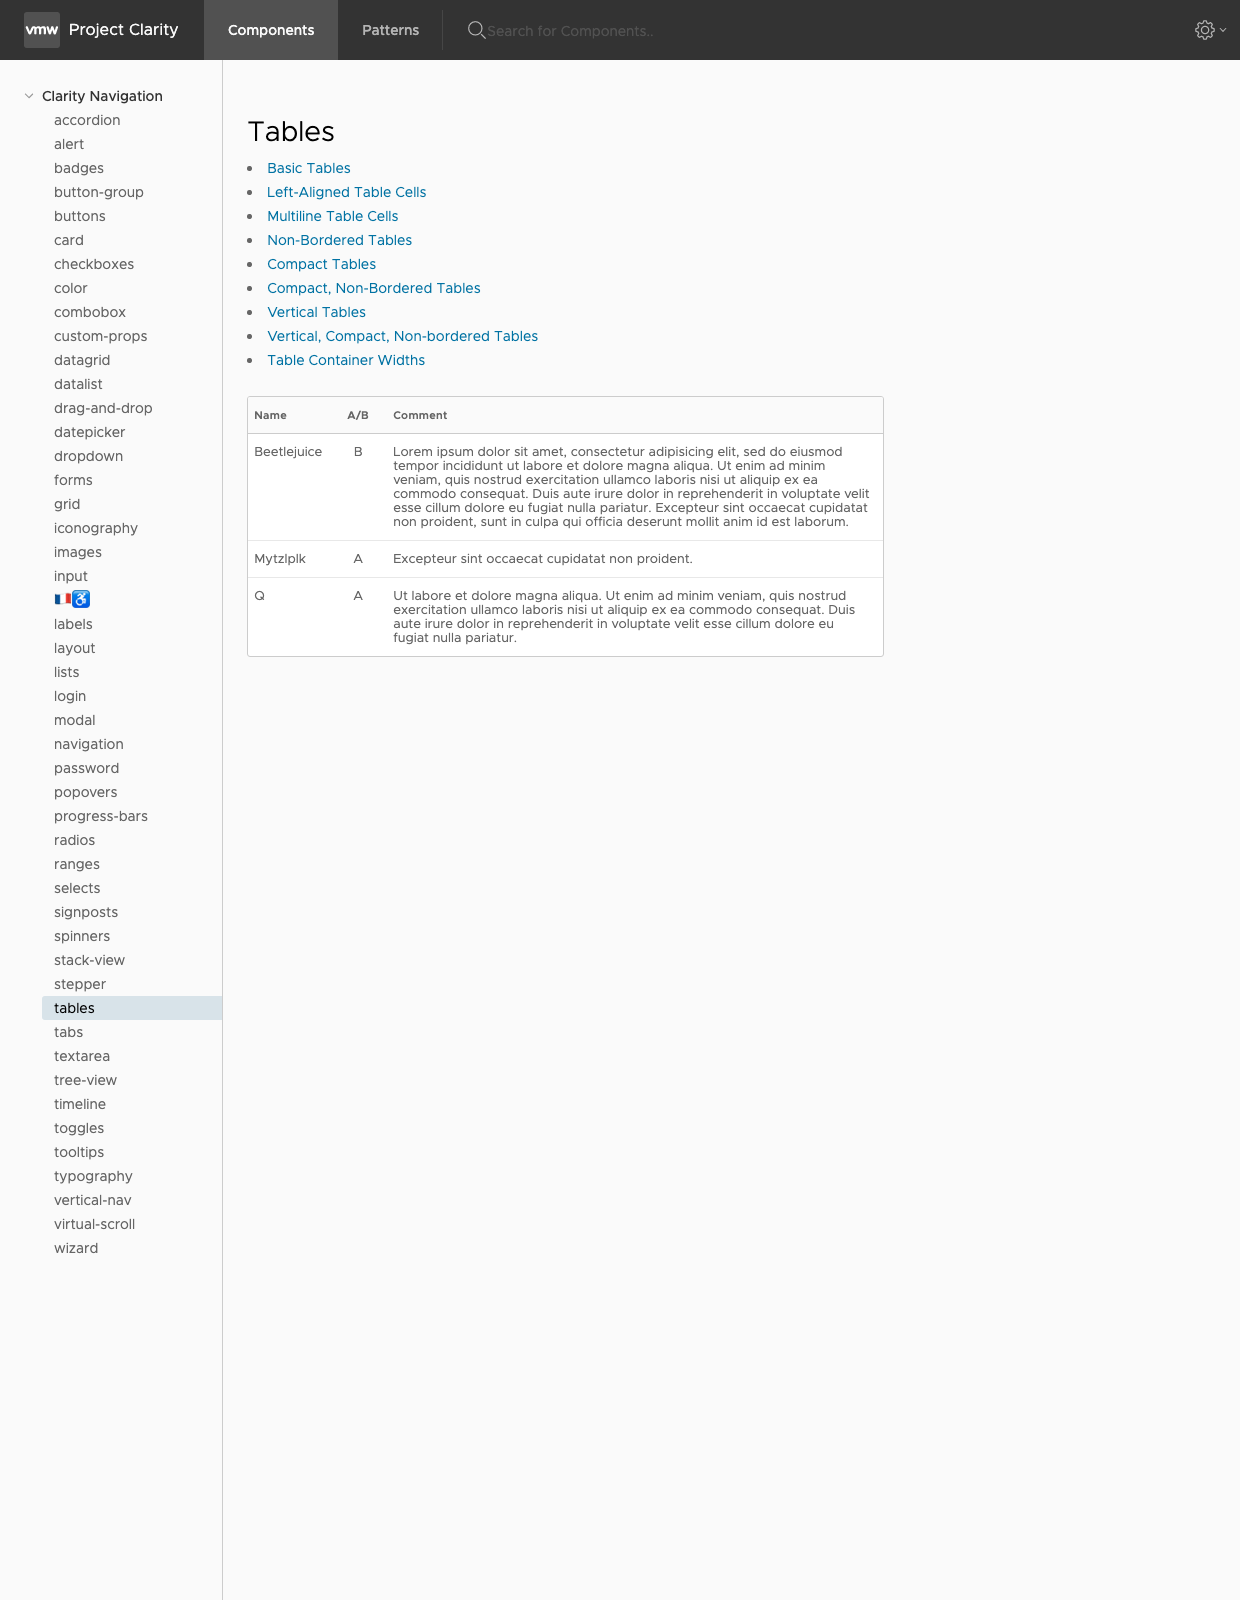 vmw Project Clarity Components Patterns Search for Components..
Clarity Navigation
accordion
alert
badges
button-group
buttons
card
checkboxes
color
combobox
custom-props
datagrid
datalist
drag-and-drop
datepicker
dropdown
forms
grid
iconography
images
input
🇫🇷♿
labels
layout
lists
login
modal
navigation
password
popovers
progress-bars
radios
ranges
selects
signposts
spinners
stack-view
stepper
tables
tabs
textarea
tree-view
timeline
toggles
tooltips
typography
vertical-nav
virtual-scroll
wizard
Tables
• Basic Tables
• Left-Aligned Table Cells
• Multiline Table Cells
• Non-Bordered Tables
• Compact Tables
• Compact, Non-Bordered Tables
• Vertical Tables
• Vertical, Compact, Non-bordered Tables
• Table Container Widths
Name A/B Comment
Beetlejuice B Lorem ipsum dolor sit amet, consectetur adipisicing elit, sed do eiusmod
tempor incididunt ut labore et dolore magna aliqua. Ut enim ad minim
veniam, quis nostrud exercitation ullamco laboris nisi ut aliquip ex ea
commodo consequat. Duis aute irure dolor in reprehenderit in voluptate velit
esse cillum dolore eu fugiat nulla pariatur. Excepteur sint occaecat cupidatat
non proident, sunt in culpa qui officia deserunt mollit anim id est laborum.
Mytzlplk A Excepteur sint occaecat cupidatat non proident.
Q A Ut labore et dolore magna aliqua. Ut enim ad minim veniam, quis nostrud
exercitation ullamco laboris nisi ut aliquip ex ea commodo consequat. Duis
aute irure dolor in reprehenderit in voluptate velit esse cillum dolore eu
fugiat nulla pariatur.